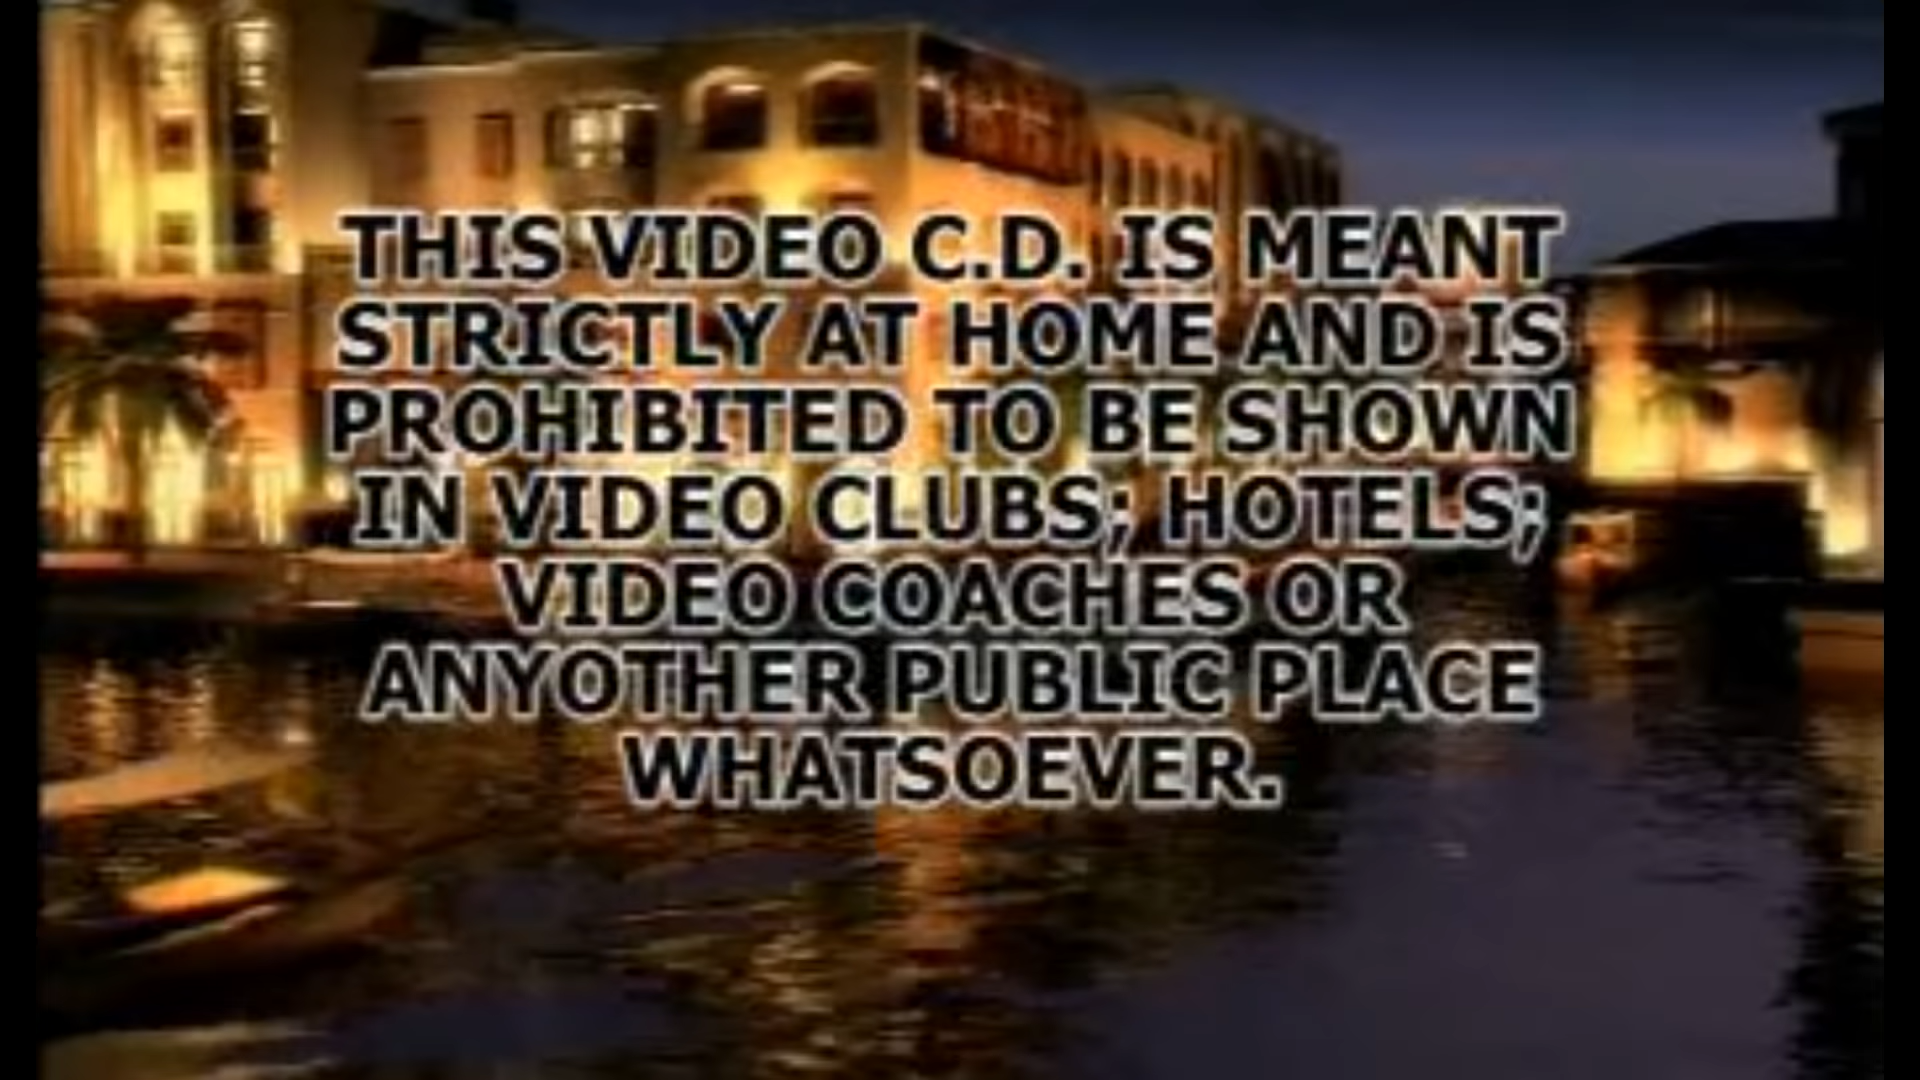 THIS VIDEO C.D. IS MEANT
STRICTLY AT HOME AND IS
PROHIBITED TO BE SHOWN
IN VIDEO CLUBS; HOTELS;
VIDEO COACHES OR
ANYOTHER PUBLIC PLACE
WHATSOEVER.